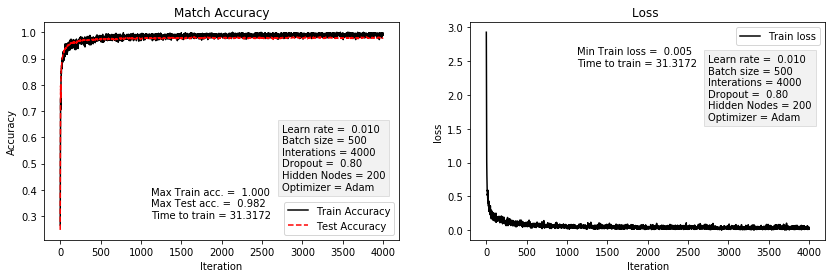 Match Accuracy
1.0
0.9
0.8
0.7
0.6
0.5
0.4
0.3
Accuracy
0
500
1000
1500
2000
2500
3000
3500
4000
Iteration
Learn rate =  0.010
Batch size = 500
Interations = 4000
Dropout =  0.80
Hidden Nodes = 200
Optimizer = Adam
Max Train acc. =  1.000
Max Test acc. =  0.982
Time to train = 31.3172
Train Accuracy
Test Accuracy
Loss
3.0
2.5
2.0
1.5
1.0
0.5
0.0
loss
0
500
1000
1500
2000
2500
3000
3500
4000
Iteration
Train loss
Min Train loss =  0.005
Time to train = 31.3172
Learn rate =  0.010
Batch size = 500
Interations = 4000
Dropout =  0.80
Hidden Nodes = 200
Optimizer = Adam